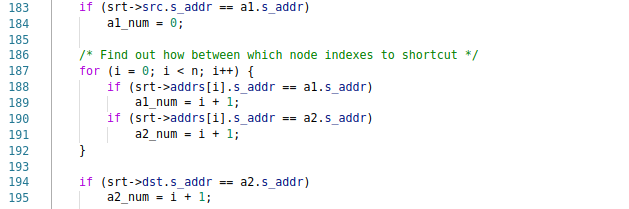 183 if (srt->src.s_addr == a1.s_addr)
184 a1_num = 0;
185
186 /* Find out how between which node indexes to shortcut */
187 for (i = 0; i < n; i++) {
188 if (srt->addrs[i].s_addr == a1.s_addr)
189 a1_num = i + 1;
190 if (srt->addrs[i].s_addr == a2.s_addr)
191 a2_num = i + 1;
192 }
193
194 if (srt->dst.s_addr == a2.s_addr)
195 a2_num = i + 1;